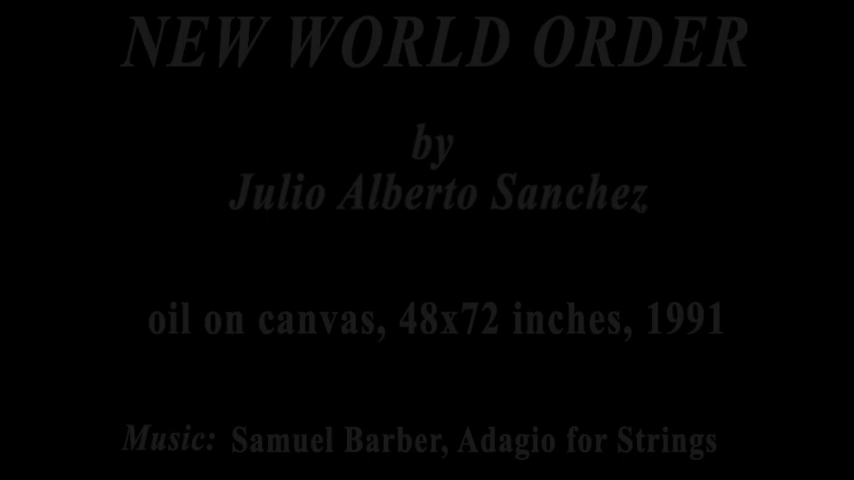 NEW WORLD ORDER
by
Julio Alberto Sanchez
oil on canvas, 48x72 inches, 1991
Music: Samuel Barber, Adagio for Strings